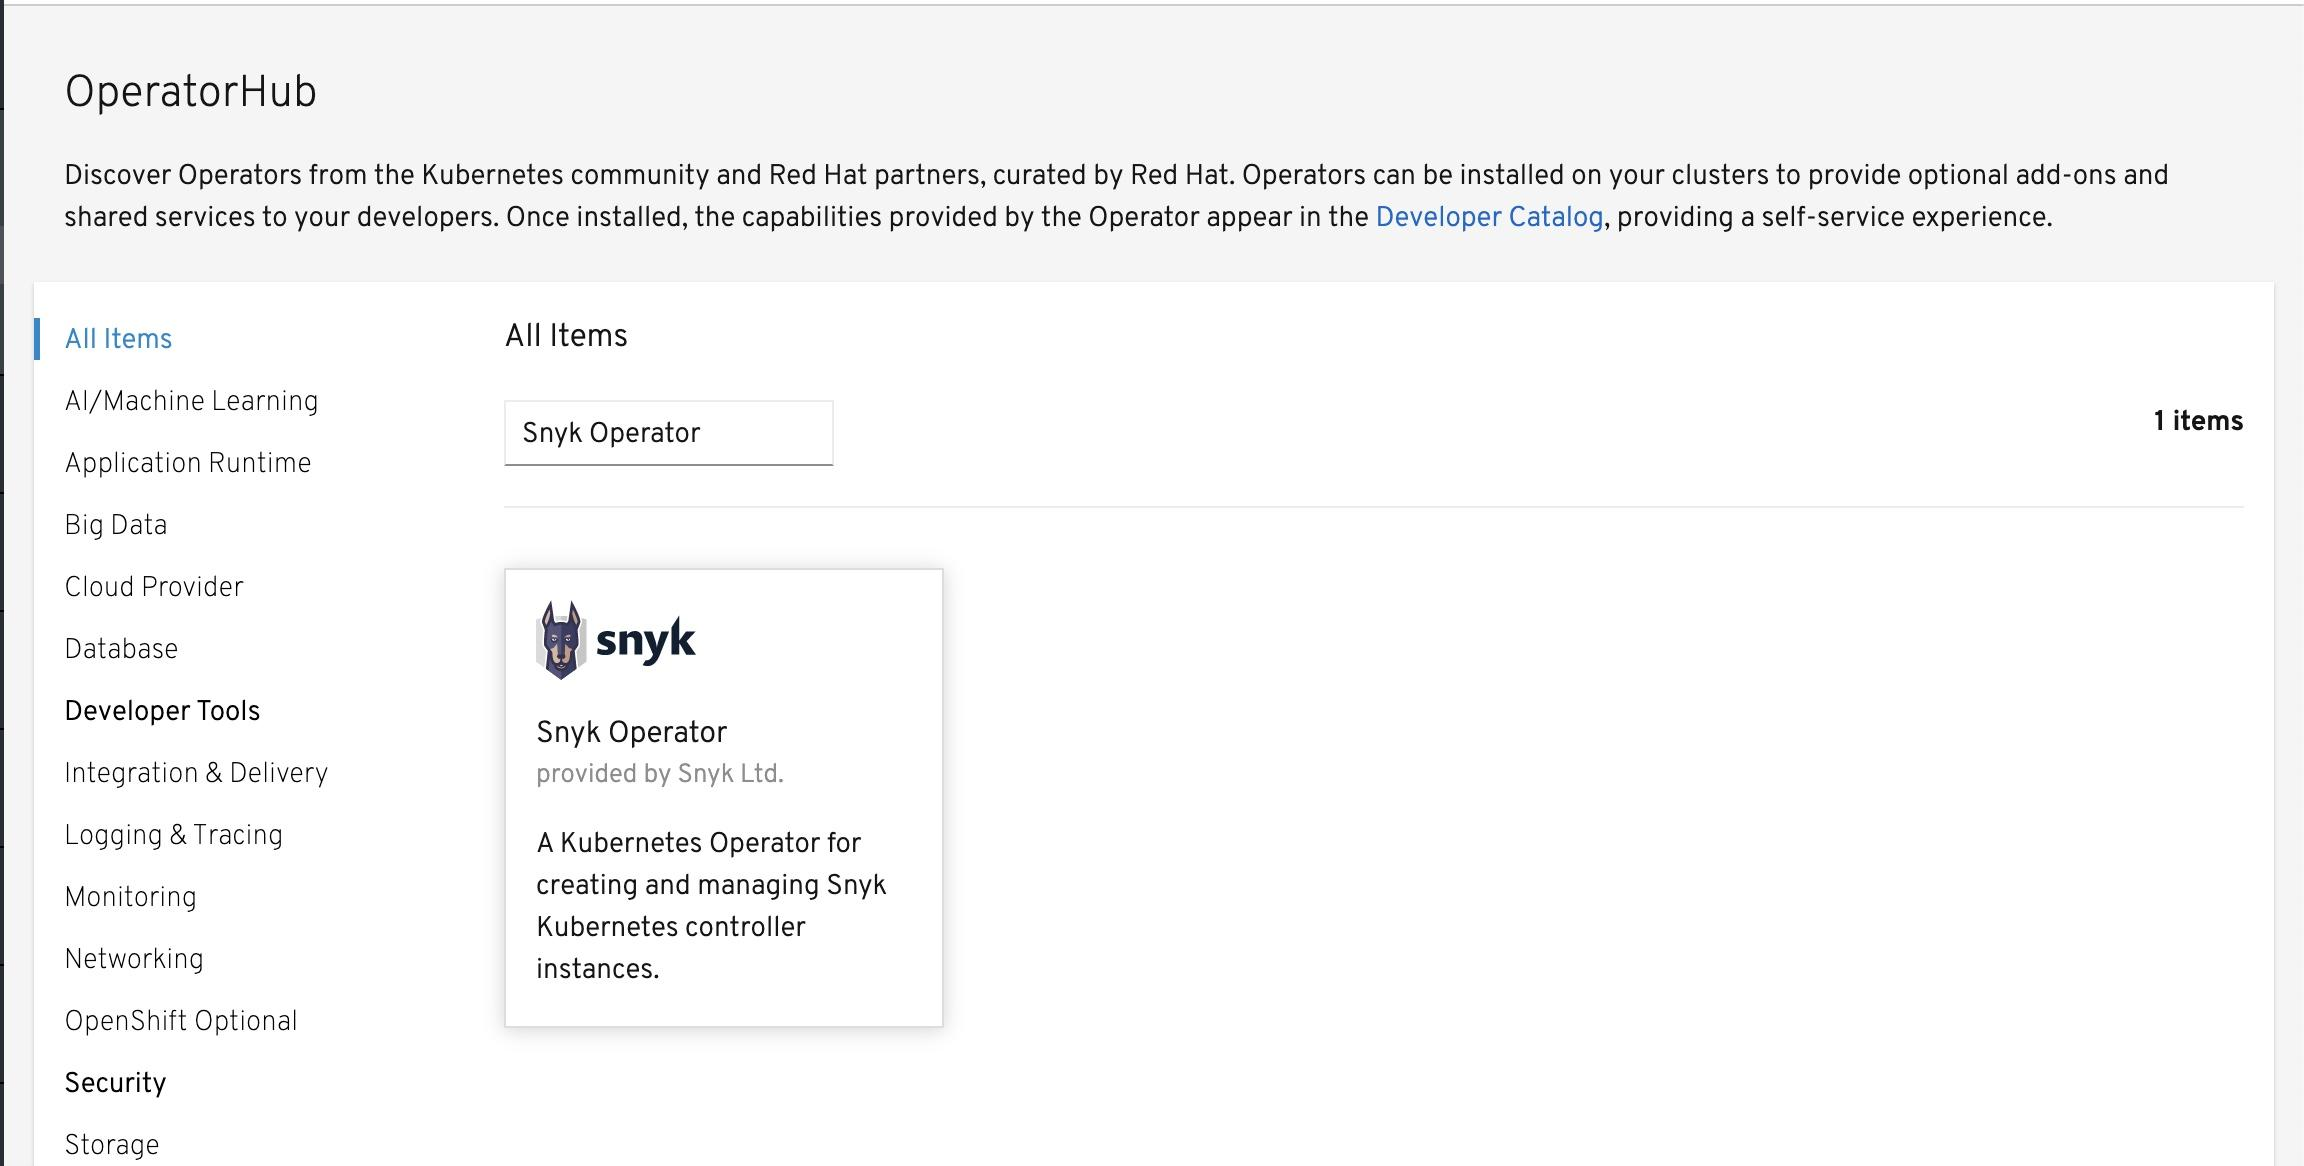 OperatorHub
Discover Operators from the Kubernetes community and Red Hat partners, curated by Red Hat. Operators can be installed on your clusters to provide optional add-ons and
shared services to your developers. Once installed, the capabilities provided by the Operator appear in the Developer Catalog, providing a self-service experience.
All Items
AI/Machine Learning
Application Runtime
Big Data
Cloud Provider
Database
Developer Tools
Integration & Delivery
Logging & Tracing
Monitoring
Networking
OpenShift Optional
Security
Storage
All Items
Snyk Operator
1 items
snyk
Snyk Operator
provided by Snyk Ltd.
A Kubernetes Operator for
creating and managing Snyk
Kubernetes controller
instances.